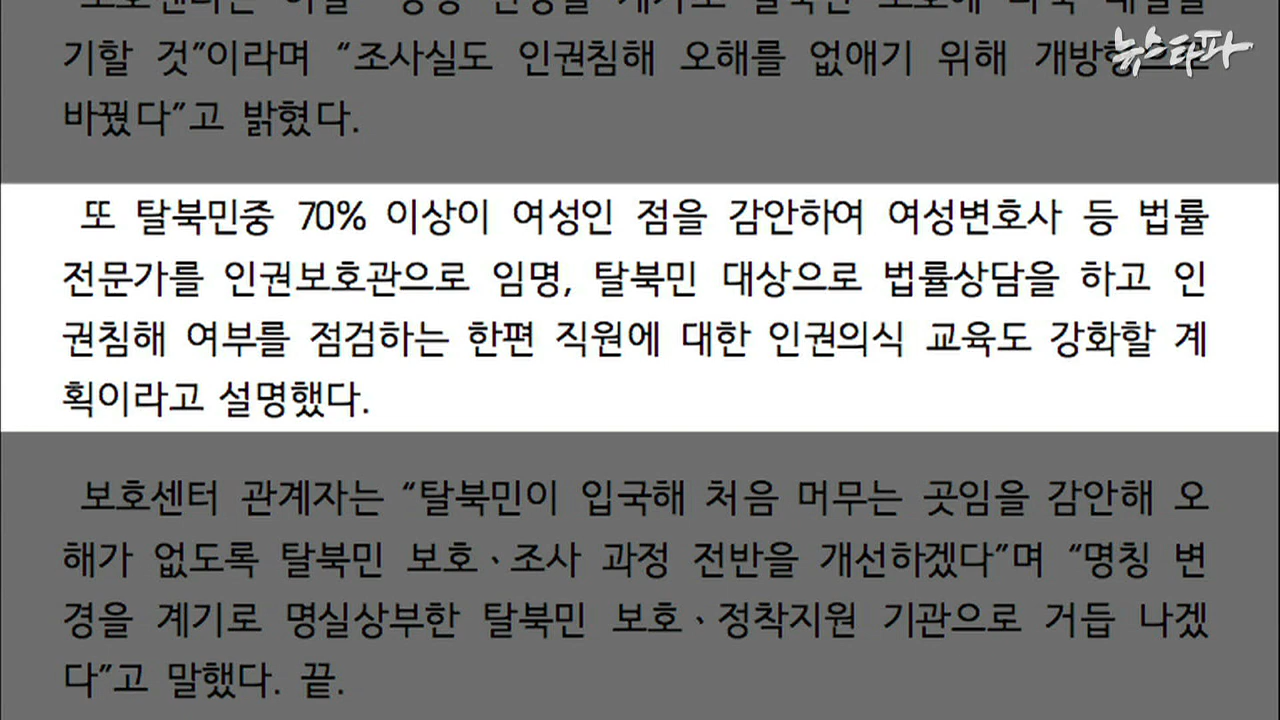 기할 것”이라며 “조사실도 인권침해 오해를 없애기 위해 개방형으로
뉴스타파
바꿨다”고 밝혔다.
또 탈북민중 70% 이상이 여성인 점을 감안하여 여성변호사 등 법률
전문가를 인권보호관으로 임명, 탈북민 대상으로 법률상담을 하고 인
권침해 여부를 점검하는 한편 직원에 대한 인권의식 교육도 강화할 계
획이라고 설명했다.
보호센터 관계자는 “탈북민이 입국해 처음 머무는 곳임을 감안해 오
해가 없도록 탈북민 보호、조사 과정 전반을 개선하겠다”며 “명칭 변
경을 계기로 명실상부한 탈북민 보호、정착지원 기관으로 거듭 나겠
다”고 말했다. 끝.